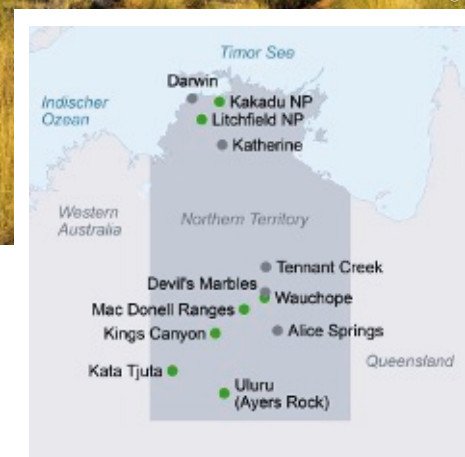 Timor See
Darwin
Kakadu NP
Indischer
Ozean
Litchfield NP
Katherine
Western
Australia
Northern Territory
Tennant Creek
Devil's Marbles
Wauchope
Mac Donell Ranges
Kings Canyon
Alice Springs
Queensland
Kata Tjuta
Uluru
(Ayers Rock)